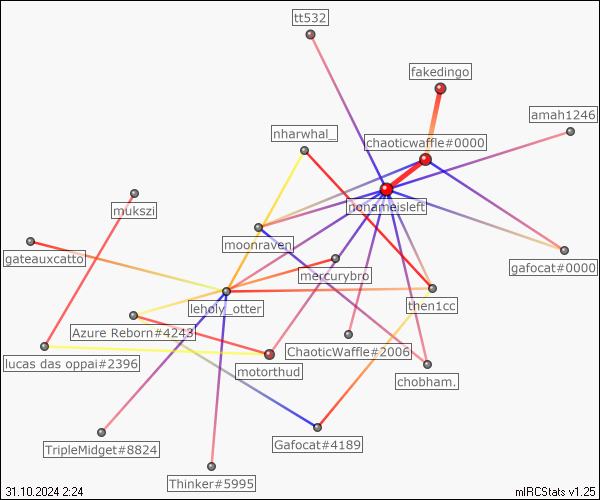 tt532
fakedingo
amah1246
nharwhal_
chaoticwaffle#0000
mukszi
nonameisleft
moonraven
gateauxcatto
gafocat#0000
mercurybro
leholy_otter
then1cc
Azure Reborn#4243
ChaoticWaffle#2006
lucas das oppai#2396
motorthud
chobham.
Gafocat#4189
TripleMidget#8824
Thinker#5995
31.10.2024 2:24
mIRCStats v1.25